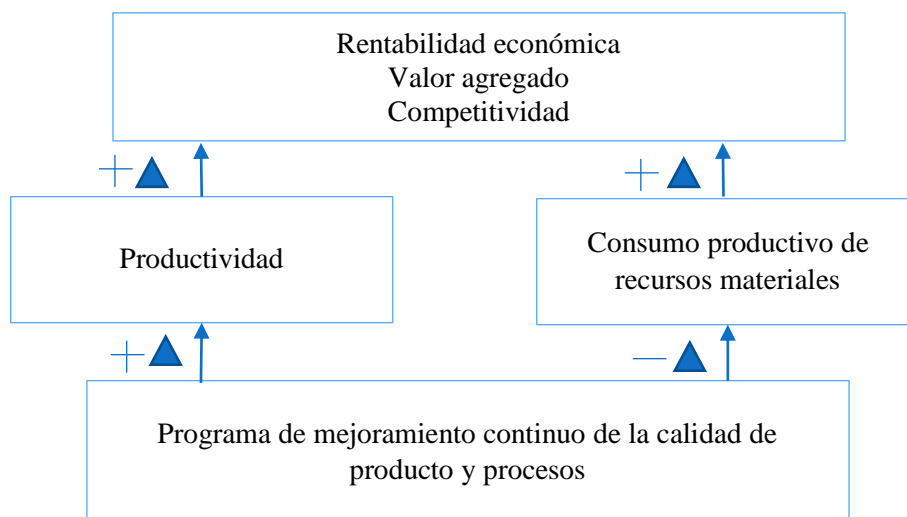 Rentabilidad económica
Valor agregado
Competitividad
Productividad
Consumo productivo de
recursos materiales
Programa de mejoramiento continuo de la calidad de
producto y procesos